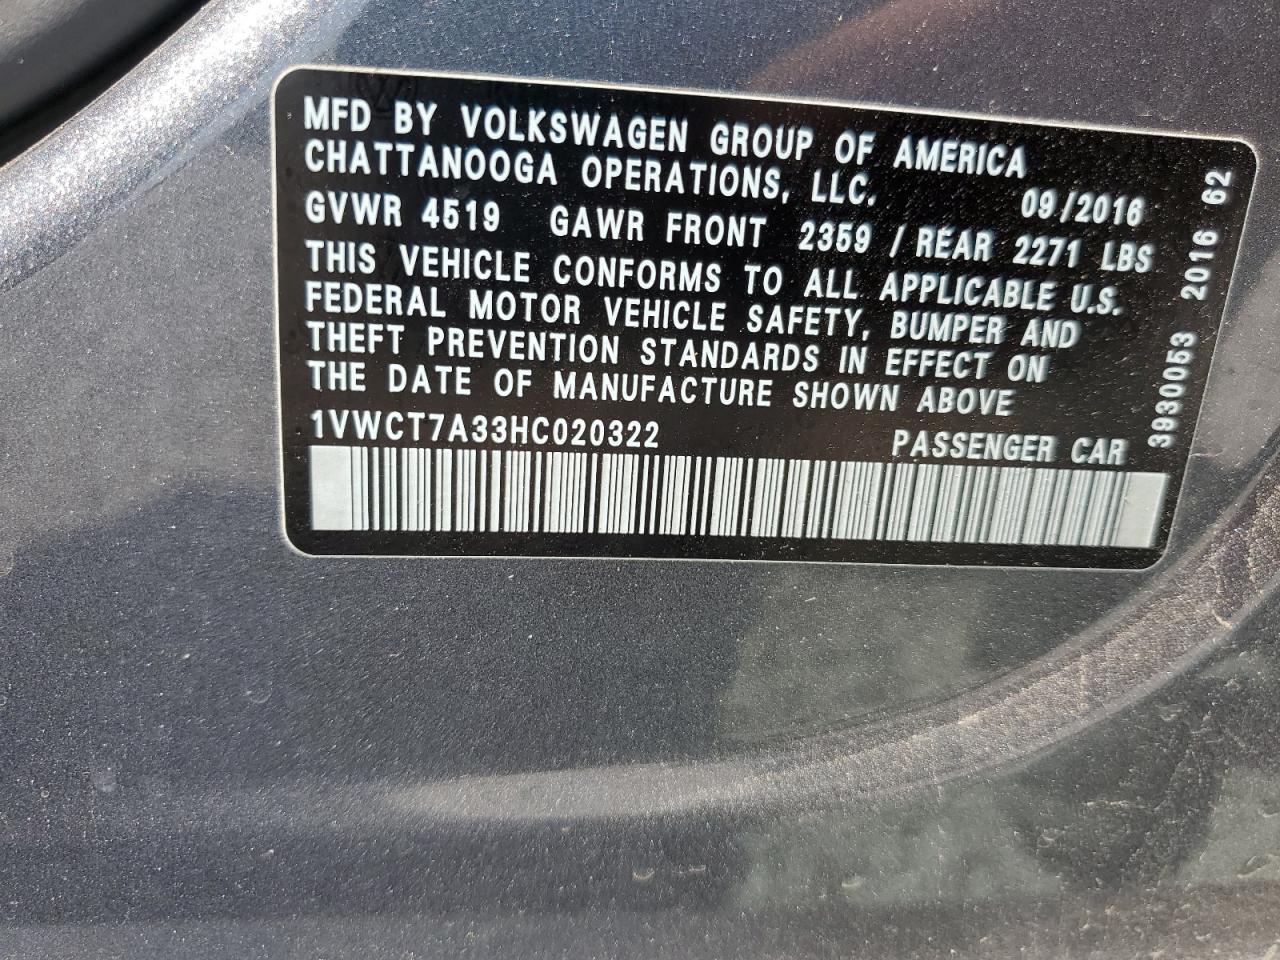 MFD BY VOLKSWAGEN GROUP OF AMERICA
CHATTANOOGA OPERATIONS, LLC. 09/2016
GVWR 4519 GAWR FRONT 2359 / REAR 2271 LBS
THIS VEHICLE CONFORMS TO ALL APPLICABLE U.S.
FEDERAL MOTOR VEHICLE SAFETY, BUMPER AND
THEFT PREVENTION STANDARDS IN EFFECT ON
THE DATE OF MANUFACTURE SHOWN ABOVE
1VWCT7A33HC020322 PASSENGER CAR
3930053 2016 62